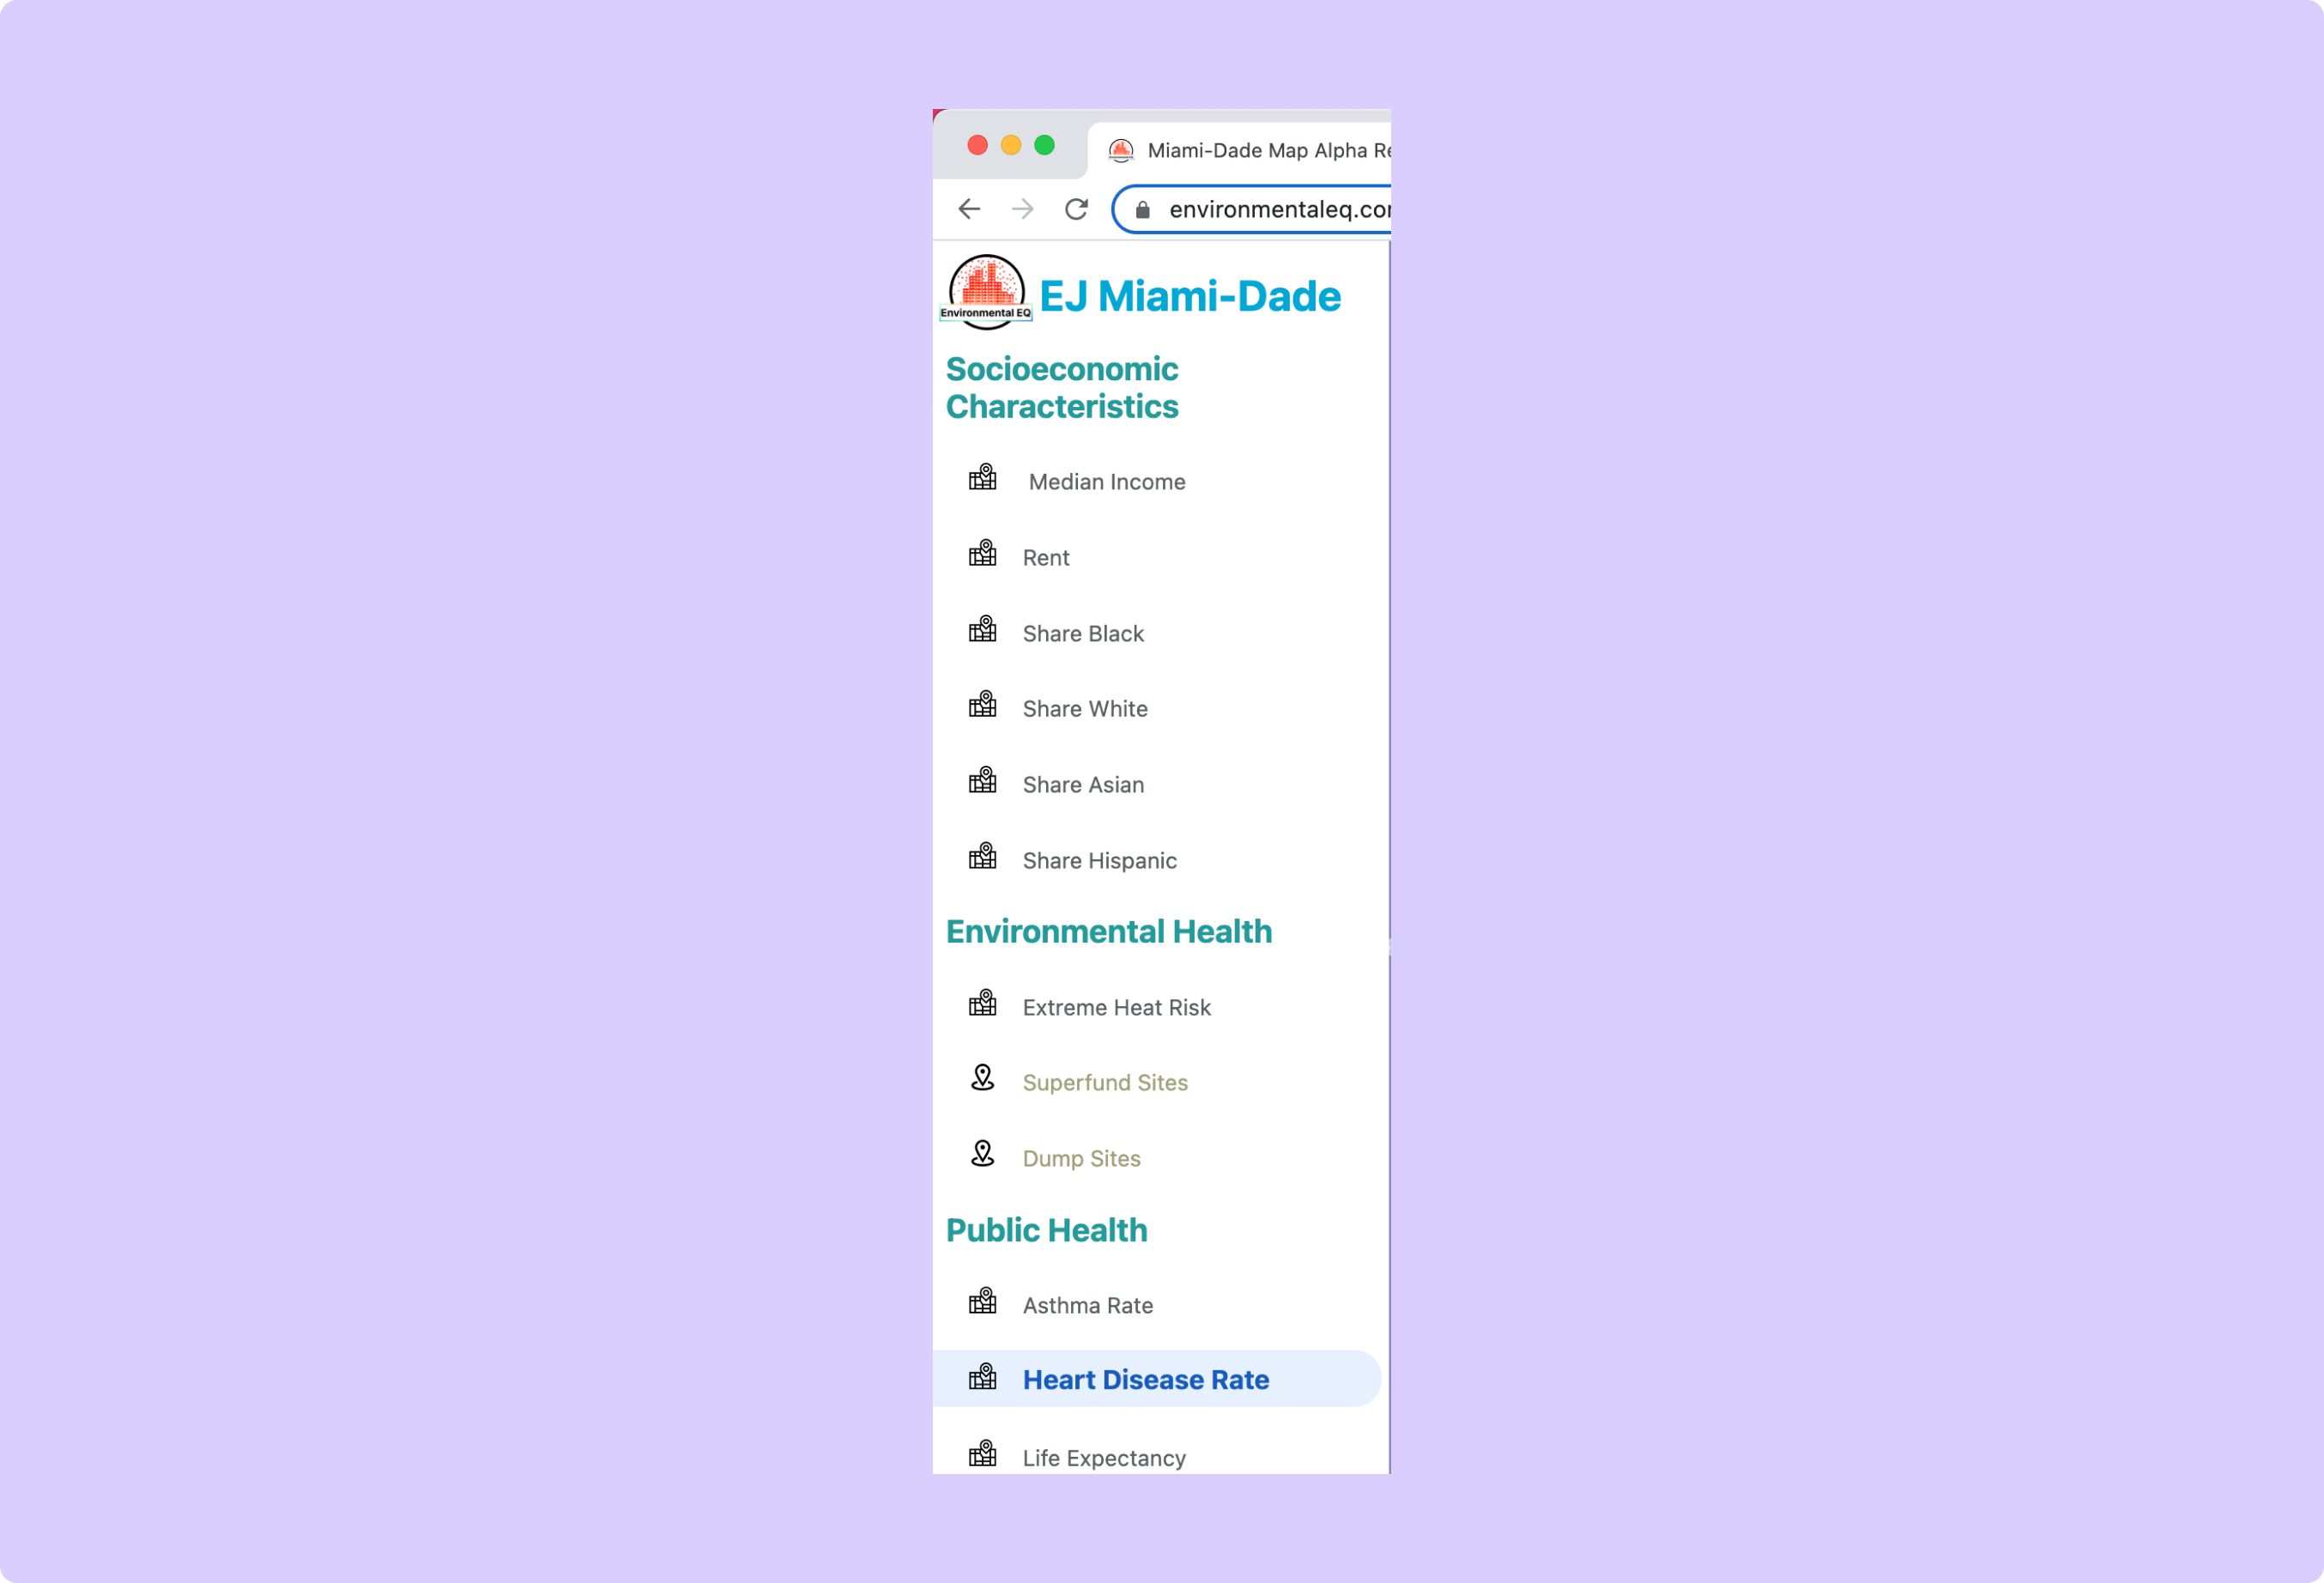 Miami-Dade Map Alpha Re
environmentaleq.com
Environmental EQ
EJ Miami-Dade
Socioeconomic
Characteristics
Median Income
Rent
Share Black
Share White
Share Asian
Share Hispanic
Environmental Health
Extreme Heat Risk
Superfund Sites
Dump Sites
Public Health
Asthma Rate
Heart Disease Rate
Life Expectancy